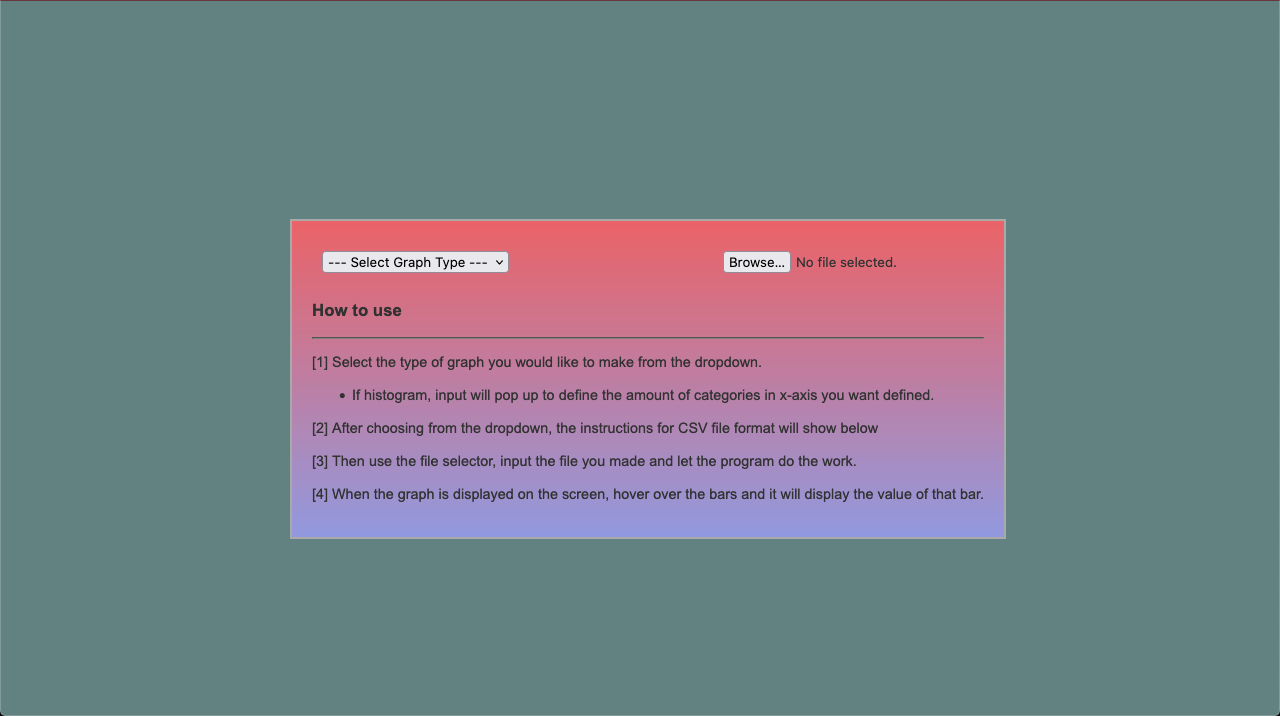 --- Select Graph Type --- Browse... No file selected.
How to use
[1] Select the type of graph you would like to make from the dropdown.
• If histogram, input will pop up to define the amount of categories in x-axis you want defined.
[2] After choosing from the dropdown, the instructions for CSV file format will show below
[3] Then use the file selector, input the file you made and let the program do the work.
[4] When the graph is displayed on the screen, hover over the bars and it will display the value of that bar.